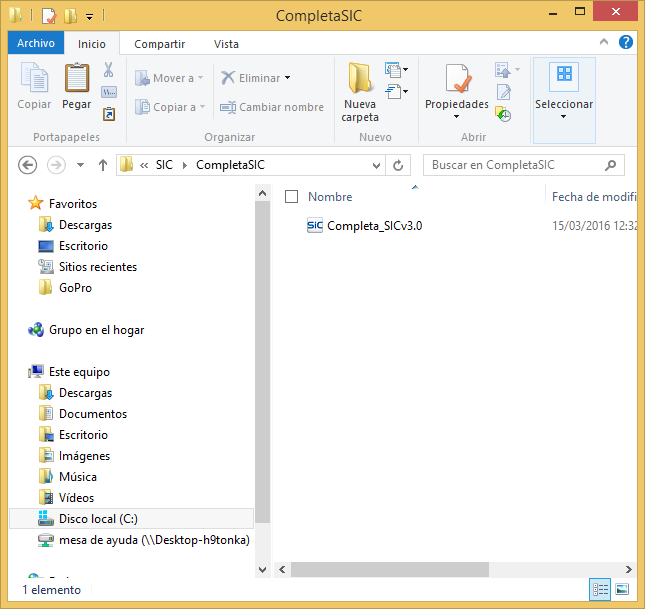 CompletaSIC
Archivo Inicio Compartir Vista
Copiar Pegar Mover a Copiar a Eliminar Cambiar nombre Nueva carpeta Propiedades Seleccionar
Portapapeles Organizar Nuevo Abrir
« SIC CompletaSIC Buscar en CompletaSIC
Favoritos
Descargas
Escritorio
Sitios recientes
GoPro
Grupo en el hogar
Este equipo
Descargas
Documentos
Escritorio
Imágenes
Música
Vídeos
Disco local (C:)
mesa de ayuda (\\Desktop-h9tonka)
Nombre Fecha de modifi
SIC Completa_SICv3.0 15/03/2016 12:32
1 elemento